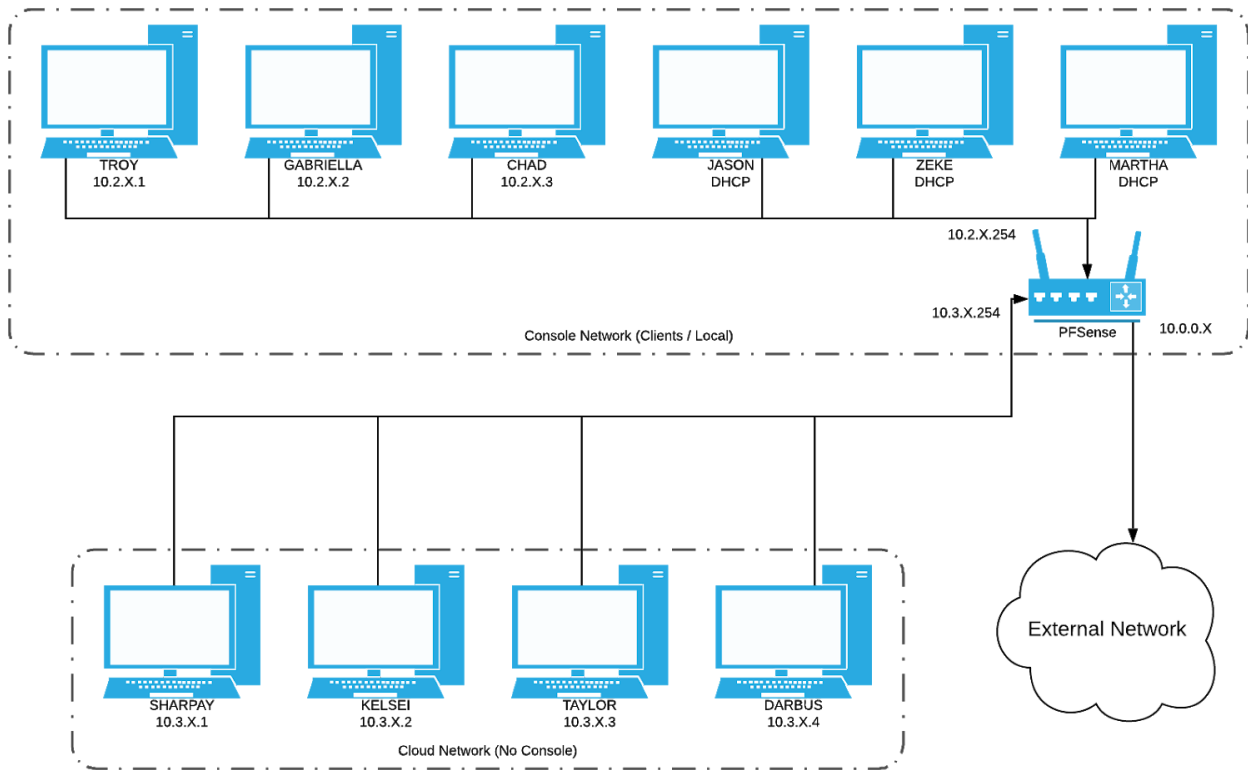 TROY
10.2.X.1
GABRIELLA
10.2.X.2
CHAD
10.2.X.3
JASON
DHCP
ZEKE
DHCP
MARTHA
DHCP
10.2.X.254
10.3.X.254
PFSense
10.0.0.X
Console Network (Clients / Local)
External Network
SHARPAY
10.3.X.1
KELSEI
10.3.X.2
TAYLOR
10.3.X.3
DARBUS
10.3.X.4
Cloud Network (No Console)